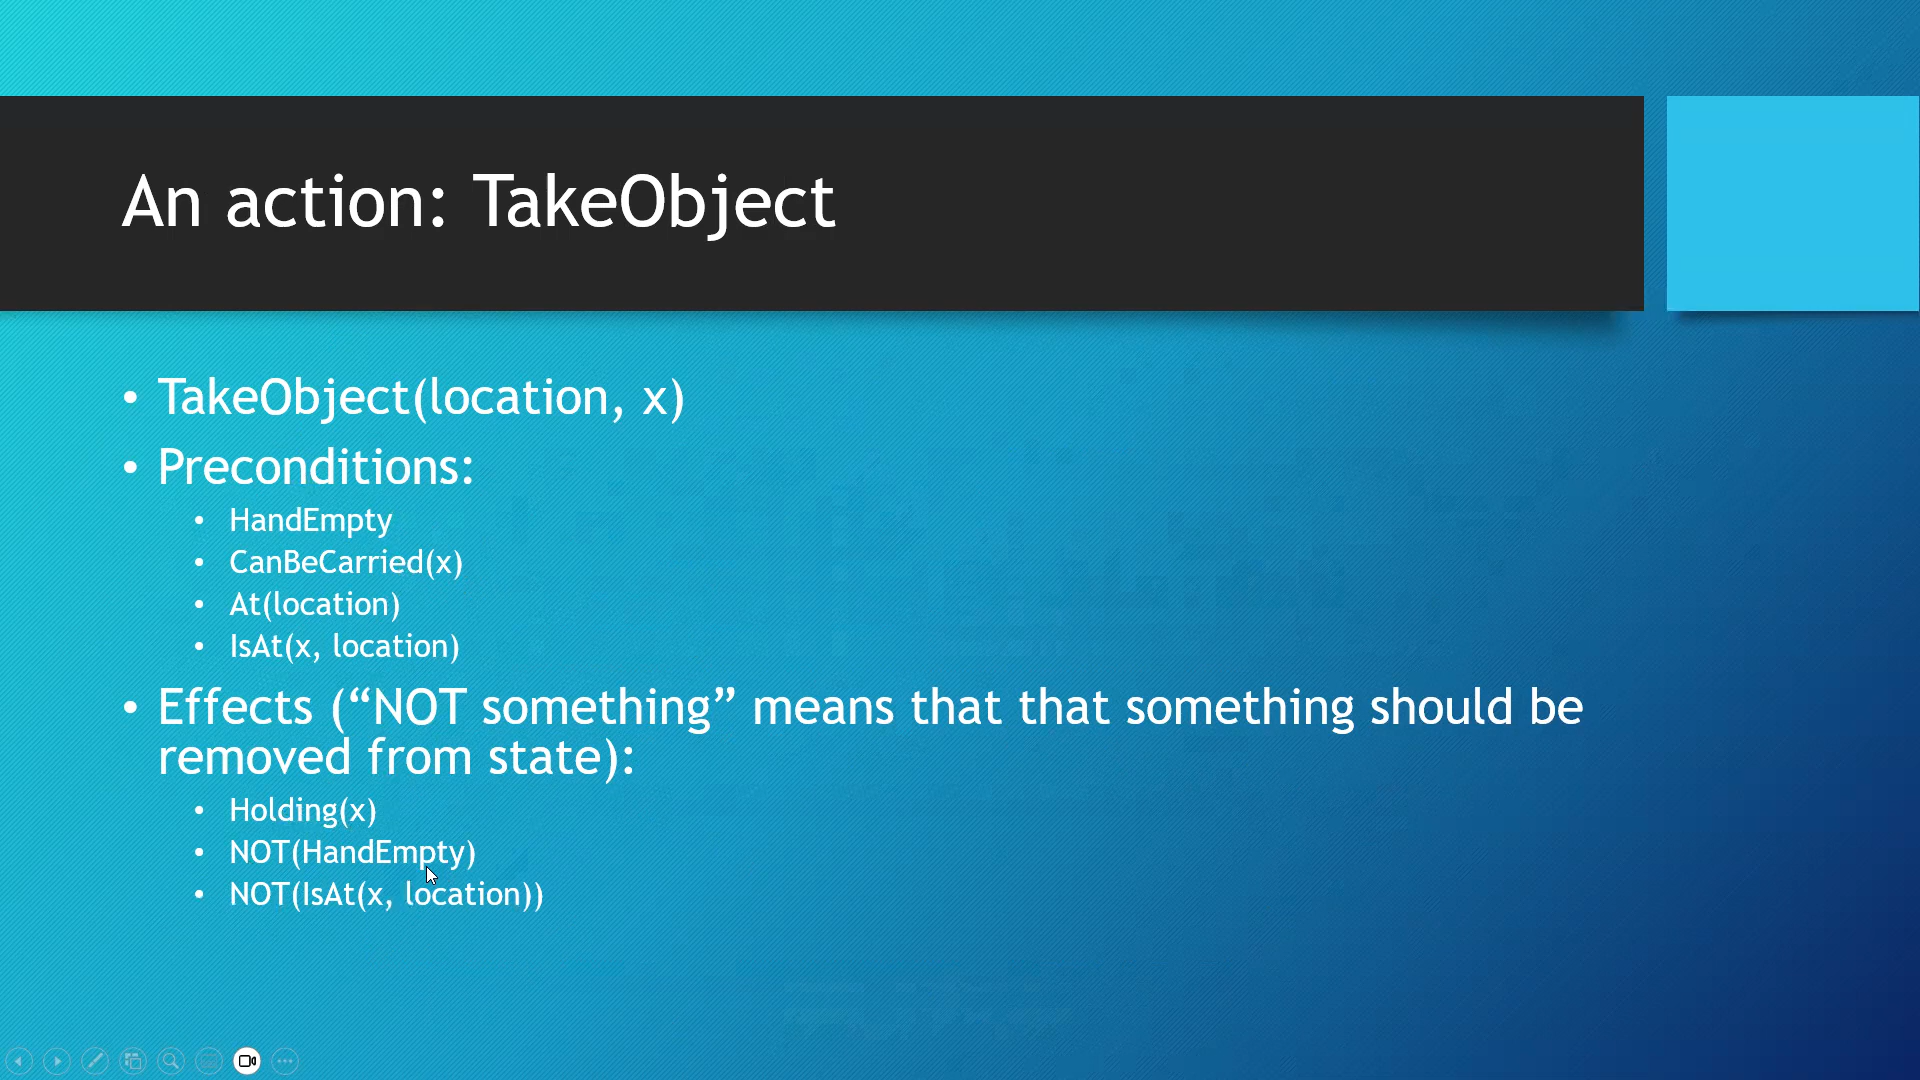 An action: TakeObject
• TakeObject(location, x)
• Preconditions:
• HandEmpty
• CanBeCarried(x)
• At(location)
• IsAt(x, location)
• Effects (“NOT something” means that that something should be
removed from state):
• Holding(x)
• NOT(HandEmpty)
• NOT(IsAt(x, location))